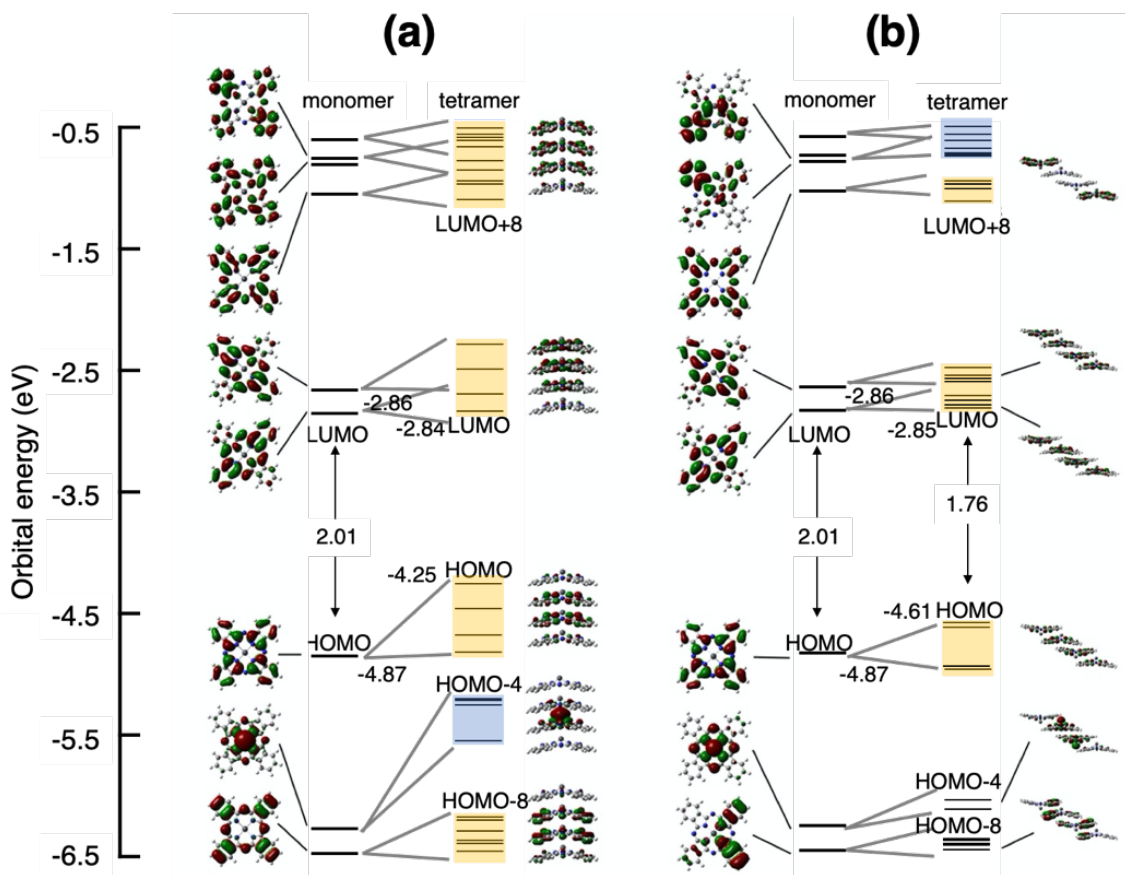 (a)
(b)
monomer
tetramer
monomer
tetramer
Orbital energy (eV)
-0.5
-1.5
-2.5
-3.5
-4.5
-5.5
-6.5
LUMO+8
-2.86
-2.84
LUMO
LUMO
2.01
HOMO
-4.25
HOMO
-4.87
HOMO-4
HOMO-8
LUMO+8
-2.86
-2.85
LUMO
LUMO
2.01
1.76
HOMO
-4.61
HOMO
-4.87
HOMO-4
HOMO-8